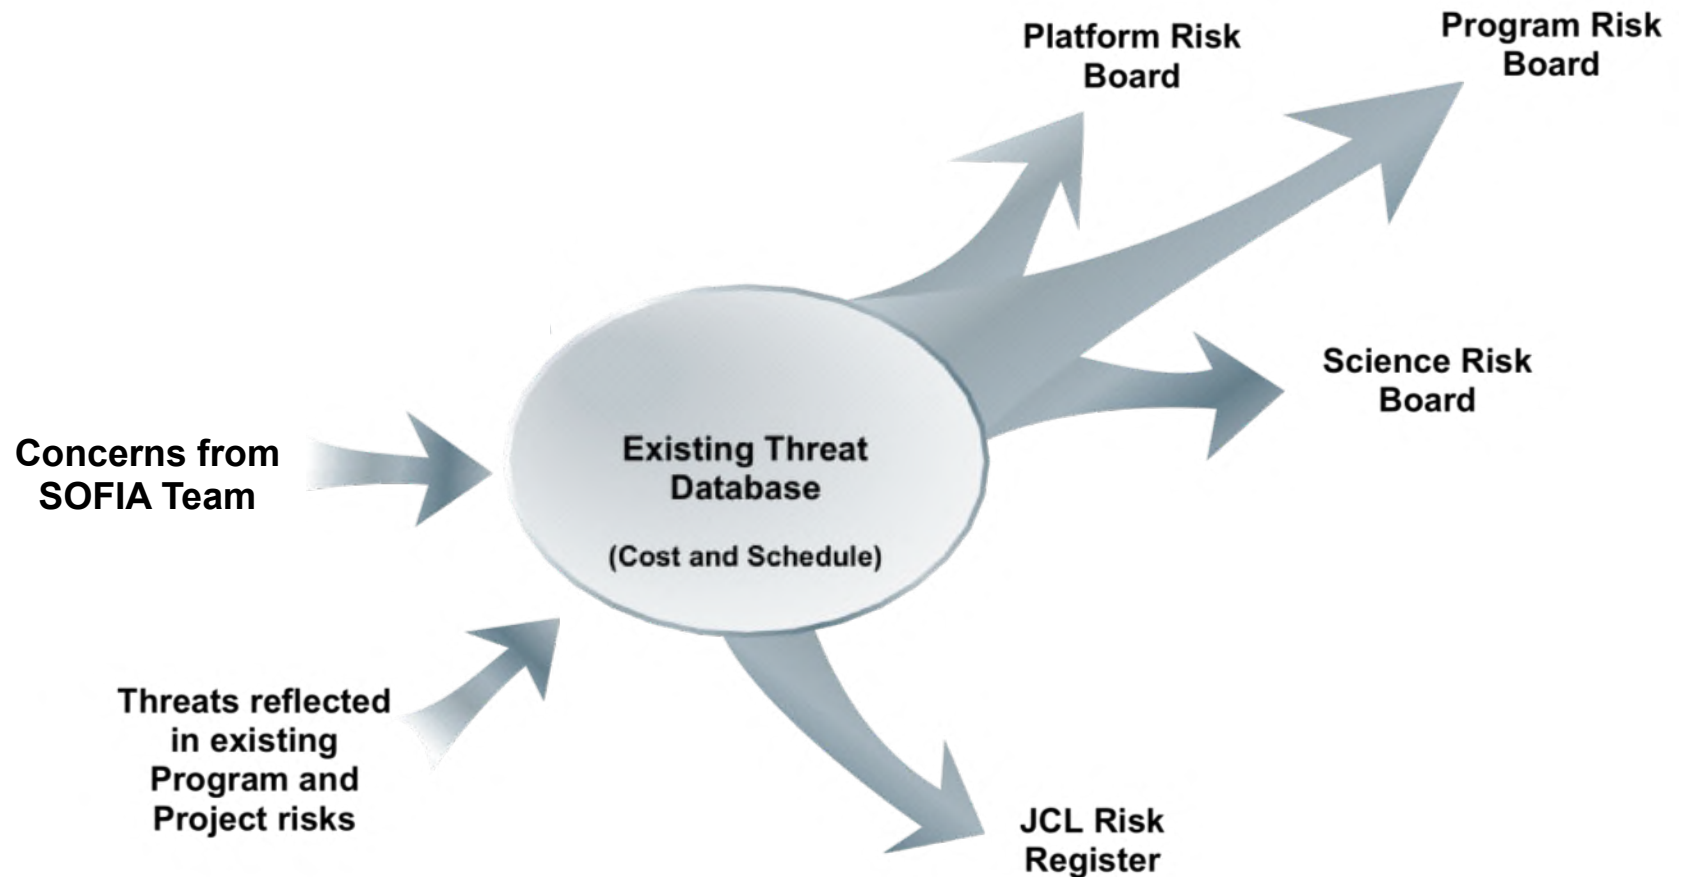 Platform Risk
Board
Program Risk
Board
Science Risk
Board
Concerns from
SOFIA Team
Existing Threat
Database
(Cost and Schedule)
Threats reflected
in existing
Program and
Project risks
JCL Risk
Register